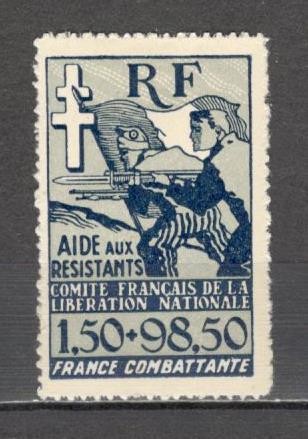 RF
AIDE AUX
RESISTANTS
COMITE FRANÇAIS DE LA
LIBERATION NATIONALE
1,50+98,50
FRANCE COMBATTANTE